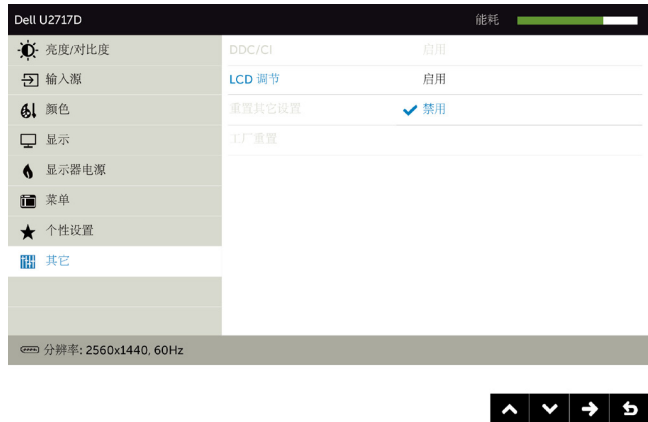 Dell U2717D 能耗
亮度/对比度 DDC/CI 启用
输入源 LCD 调节 启用
颜色 重置其它设置 禁用
显示 工厂重置
显示器电源
菜单
个性设置
其它
分辨率: 2560x1440, 60Hz